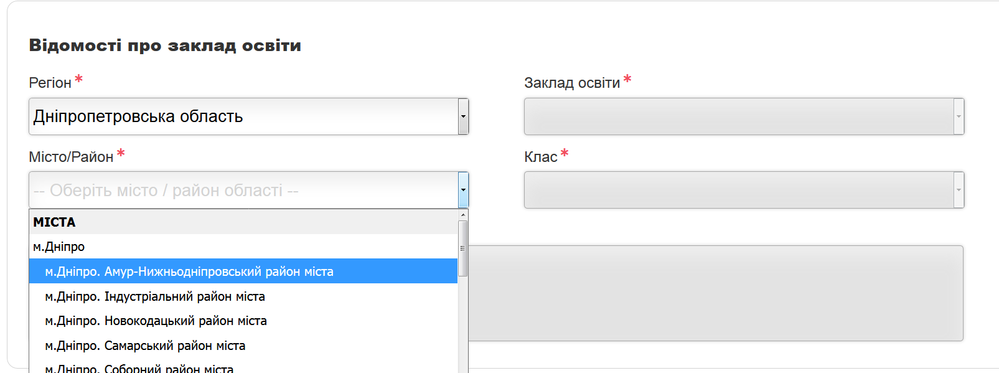 Відомості про заклад освіти
Регіон *
Заклад освіти *
Дніпропетровська область
Місто/Район *
Клас *
-- Оберіть місто / район області --
МІСТА
м.Дніпро
м.Дніпро. Амур-Нижньодніпровський район міста
м.Дніпро. Індустріальний район міста
м.Дніпро. Новокодацький район міста
м.Дніпро. Самарський район міста
м.Дніпро. Соборний район міста